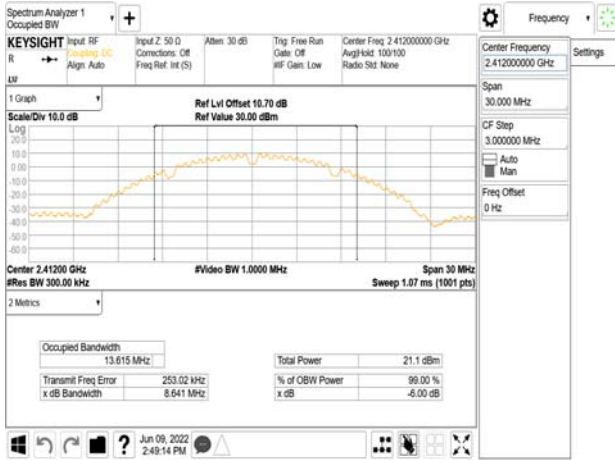 Spectrum Analyzer 1
Occupied BW
+
Frequency
KEYSIGHT
R
Input: RF
Coupling: DC
Align: Auto
Input Z: 50 Ω
Corrections: Off
Freq Ref: Int (S)
Atten: 30 dB
Trig: Free Run
Gate: Off
#IF Gain: Low
Center Freq: 2.412000000 GHz
Avg|Hold: 100/100
Radio Std: None
Center Frequency
2.412000000 GHz
Settings
Span
30.000 MHz
CF Step
3.000000 MHz
Auto
Man
Freq Offset
0 Hz
1 Graph
Scale/Div 10.0 dB
Ref Lvl Offset 10.70 dB
Ref Value 30.00 dBm
Log
20.0
10.0
0.00
-10.0
-20.0
-30.0
-40.0
-50.0
-60.0
Center 2.41200 GHz
#Res BW 300.00 kHz
#Video BW 1.0000 MHz
Span 30 MHz
Sweep 1.07 ms (1001 pts)
2 Metrics
Occupied Bandwidth
13.615 MHz
Total Power 21.1 dBm
Transmit Freq Error 253.02 kHz
x dB Bandwidth 8.641 MHz
% of OBW Power 99.00 %
x dB -6.00 dB
?
Jun 09, 2022
2:49:14 PM